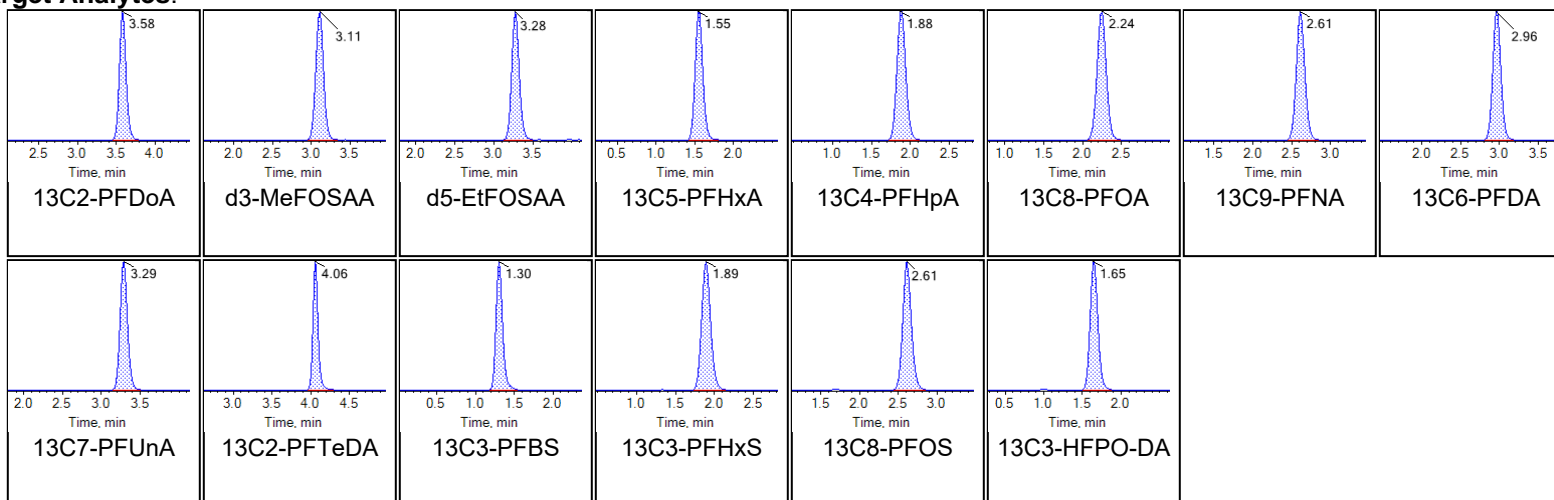 3.58 3.11 3.28 1.55 1.88 2.24 2.61 2.96
2.5 3.0 3.5 4.0 2.0 2.5 3.0 3.5 2.0 2.5 3.0 3.5 0.5 1.0 1.5 2.0 1.0 1.5 2.0 2.5 1.0 1.5 2.0 2.5 1.5 2.0 2.5 3.0 2.0 2.5 3.0 3.5
Time, min Time, min Time, min Time, min Time, min Time, min Time, min Time, min
13C2-PFDoA d3-MeFOSAA d5-EtFOSAA 13C5-PFHxA 13C4-PFHpA 13C8-PFOA 13C9-PFNA 13C6-PFDA
3.29 4.06 1.30 1.89 2.61 1.65
2.0 2.5 3.0 3.5 3.0 3.5 4.0 4.5 0.5 1.0 1.5 2.0 1.0 1.5 2.0 2.5 1.5 2.0 2.5 3.0 0.5 1.0 1.5 2.0
Time, min Time, min Time, min Time, min Time, min Time, min
13C7-PFUnA 13C2-PFTeDA 13C3-PFBS 13C3-PFHxS 13C8-PFOS 13C3-HFPO-DA